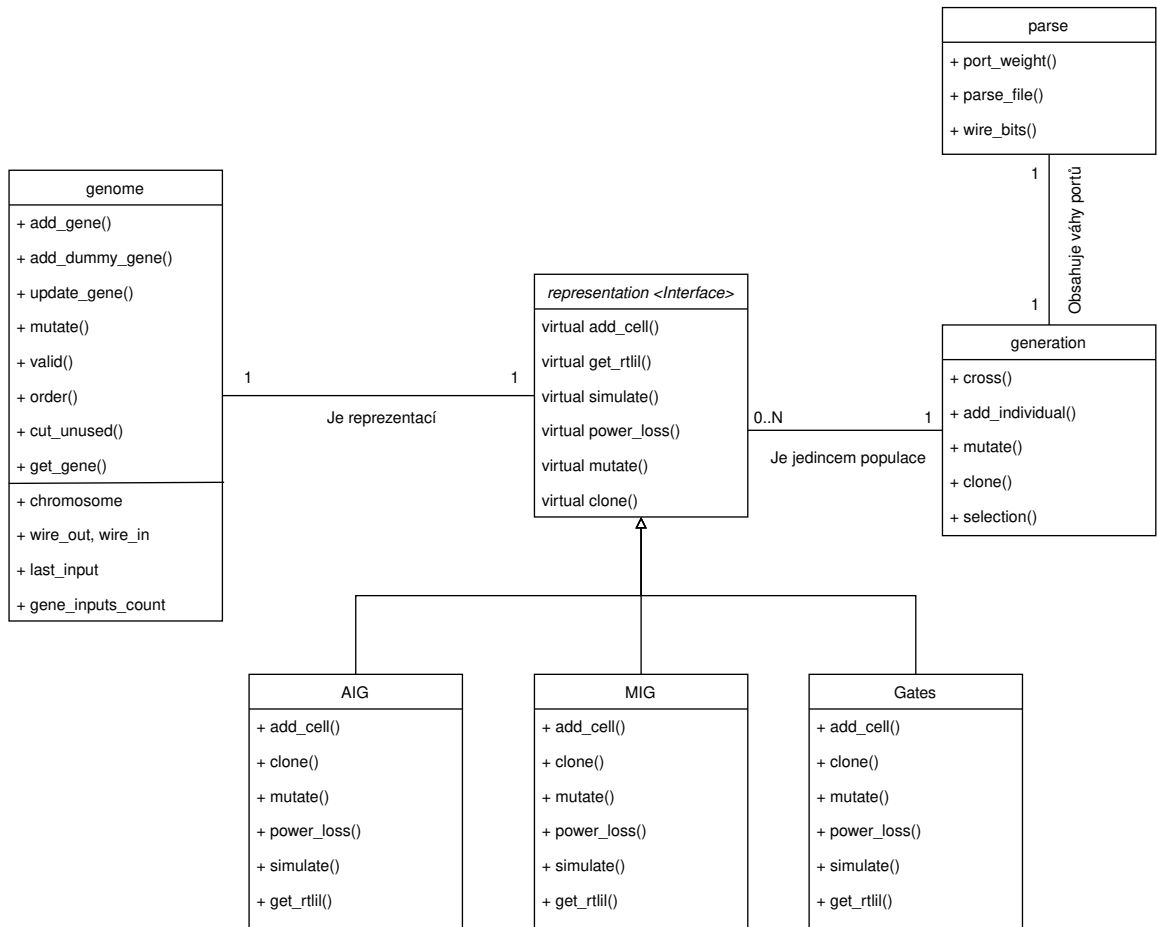 parse
+ port_weight()
+ parse_file()
+ wire_bits()
1
Obsahuje váhy portů
1
genome
+ add_gene()
+ add_dummy_gene()
+ update_gene()
+ mutate()
+ valid()
+ order()
+ cut_unused()
+ get_gene()
+ chromosome
+ wire_out, wire_in
+ last_input
+ gene_inputs_count
1
1
Je reprezentací
representation <Interface>
virtual add_cell()
virtual get_rtlil()
virtual simulate()
virtual power_loss()
virtual mutate()
virtual clone()
0..N
1
Je jedincem populace
generation
+ cross()
+ add_individual()
+ mutate()
+ clone()
+ selection()
AIG
+ add_cell()
+ clone()
+ mutate()
+ power_loss()
+ simulate()
+ get_rtlil()
MIG
+ add_cell()
+ clone()
+ mutate()
+ power_loss()
+ simulate()
+ get_rtlil()
Gates
+ add_cell()
+ clone()
+ mutate()
+ power_loss()
+ simulate()
+ get_rtlil()